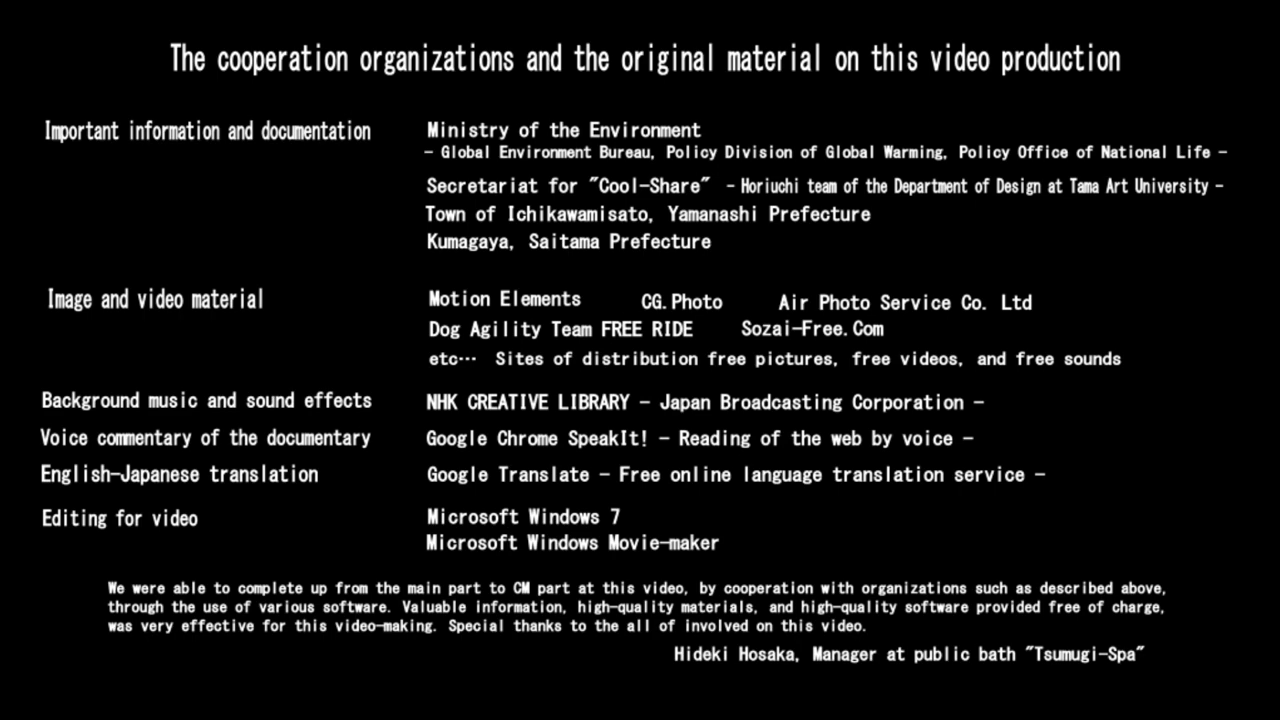 The cooperation organizations and the original material on this video production
Important information and documentation
Ministry of the Environment
- Global Environment Bureau, Policy Division of Global Warming, Policy Office of National Life -
Secretariat for "Cool-Share" - Horiuchi team of the Department of Design at Tama Art University -
Town of Ichikawamisato, Yamanashi Prefecture
Kumagaya, Saitama Prefecture
Image and video material
Motion Elements CG.Photo Air Photo Service Co. Ltd
Dog Agility Team FREE RIDE Sozai-Free.Com
etc… Sites of distribution free pictures, free videos, and free sounds
Background music and sound effects NHK CREATIVE LIBRARY - Japan Broadcasting Corporation -
Voice commentary of the documentary Google Chrome SpeakIt! - Reading of the web by voice -
English-Japanese translation Google Translate - Free online language translation service -
Editing for video Microsoft Windows 7
Microsoft Windows Movie-maker
We were able to complete up from the main part to CM part at this video, by cooperation with organizations such as described above,
through the use of various software. Valuable information, high-quality materials, and high-quality software provided free of charge,
was very effective for this video-making. Special thanks to the all of involved on this video.
Hideki Hosaka, Manager at public bath "Tsumugi-Spa"